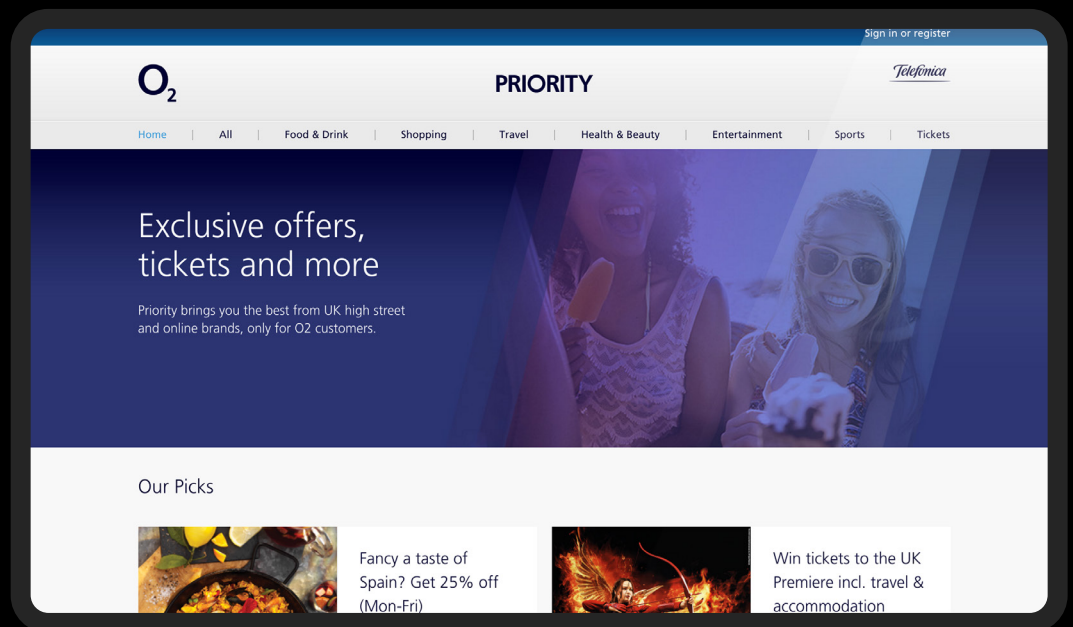 Sign in or register
O2
PRIORITY
Telefónica
Home | All | Food & Drink | Shopping | Travel | Health & Beauty | Entertainment | Sports | Tickets
Exclusive offers,
tickets and more
Priority brings you the best from UK high street
and online brands, only for O2 customers.
Our Picks
Fancy a taste of
Spain? Get 25% off
(Mon-Fri)
Win tickets to the UK
Premiere incl. travel &
accommodation